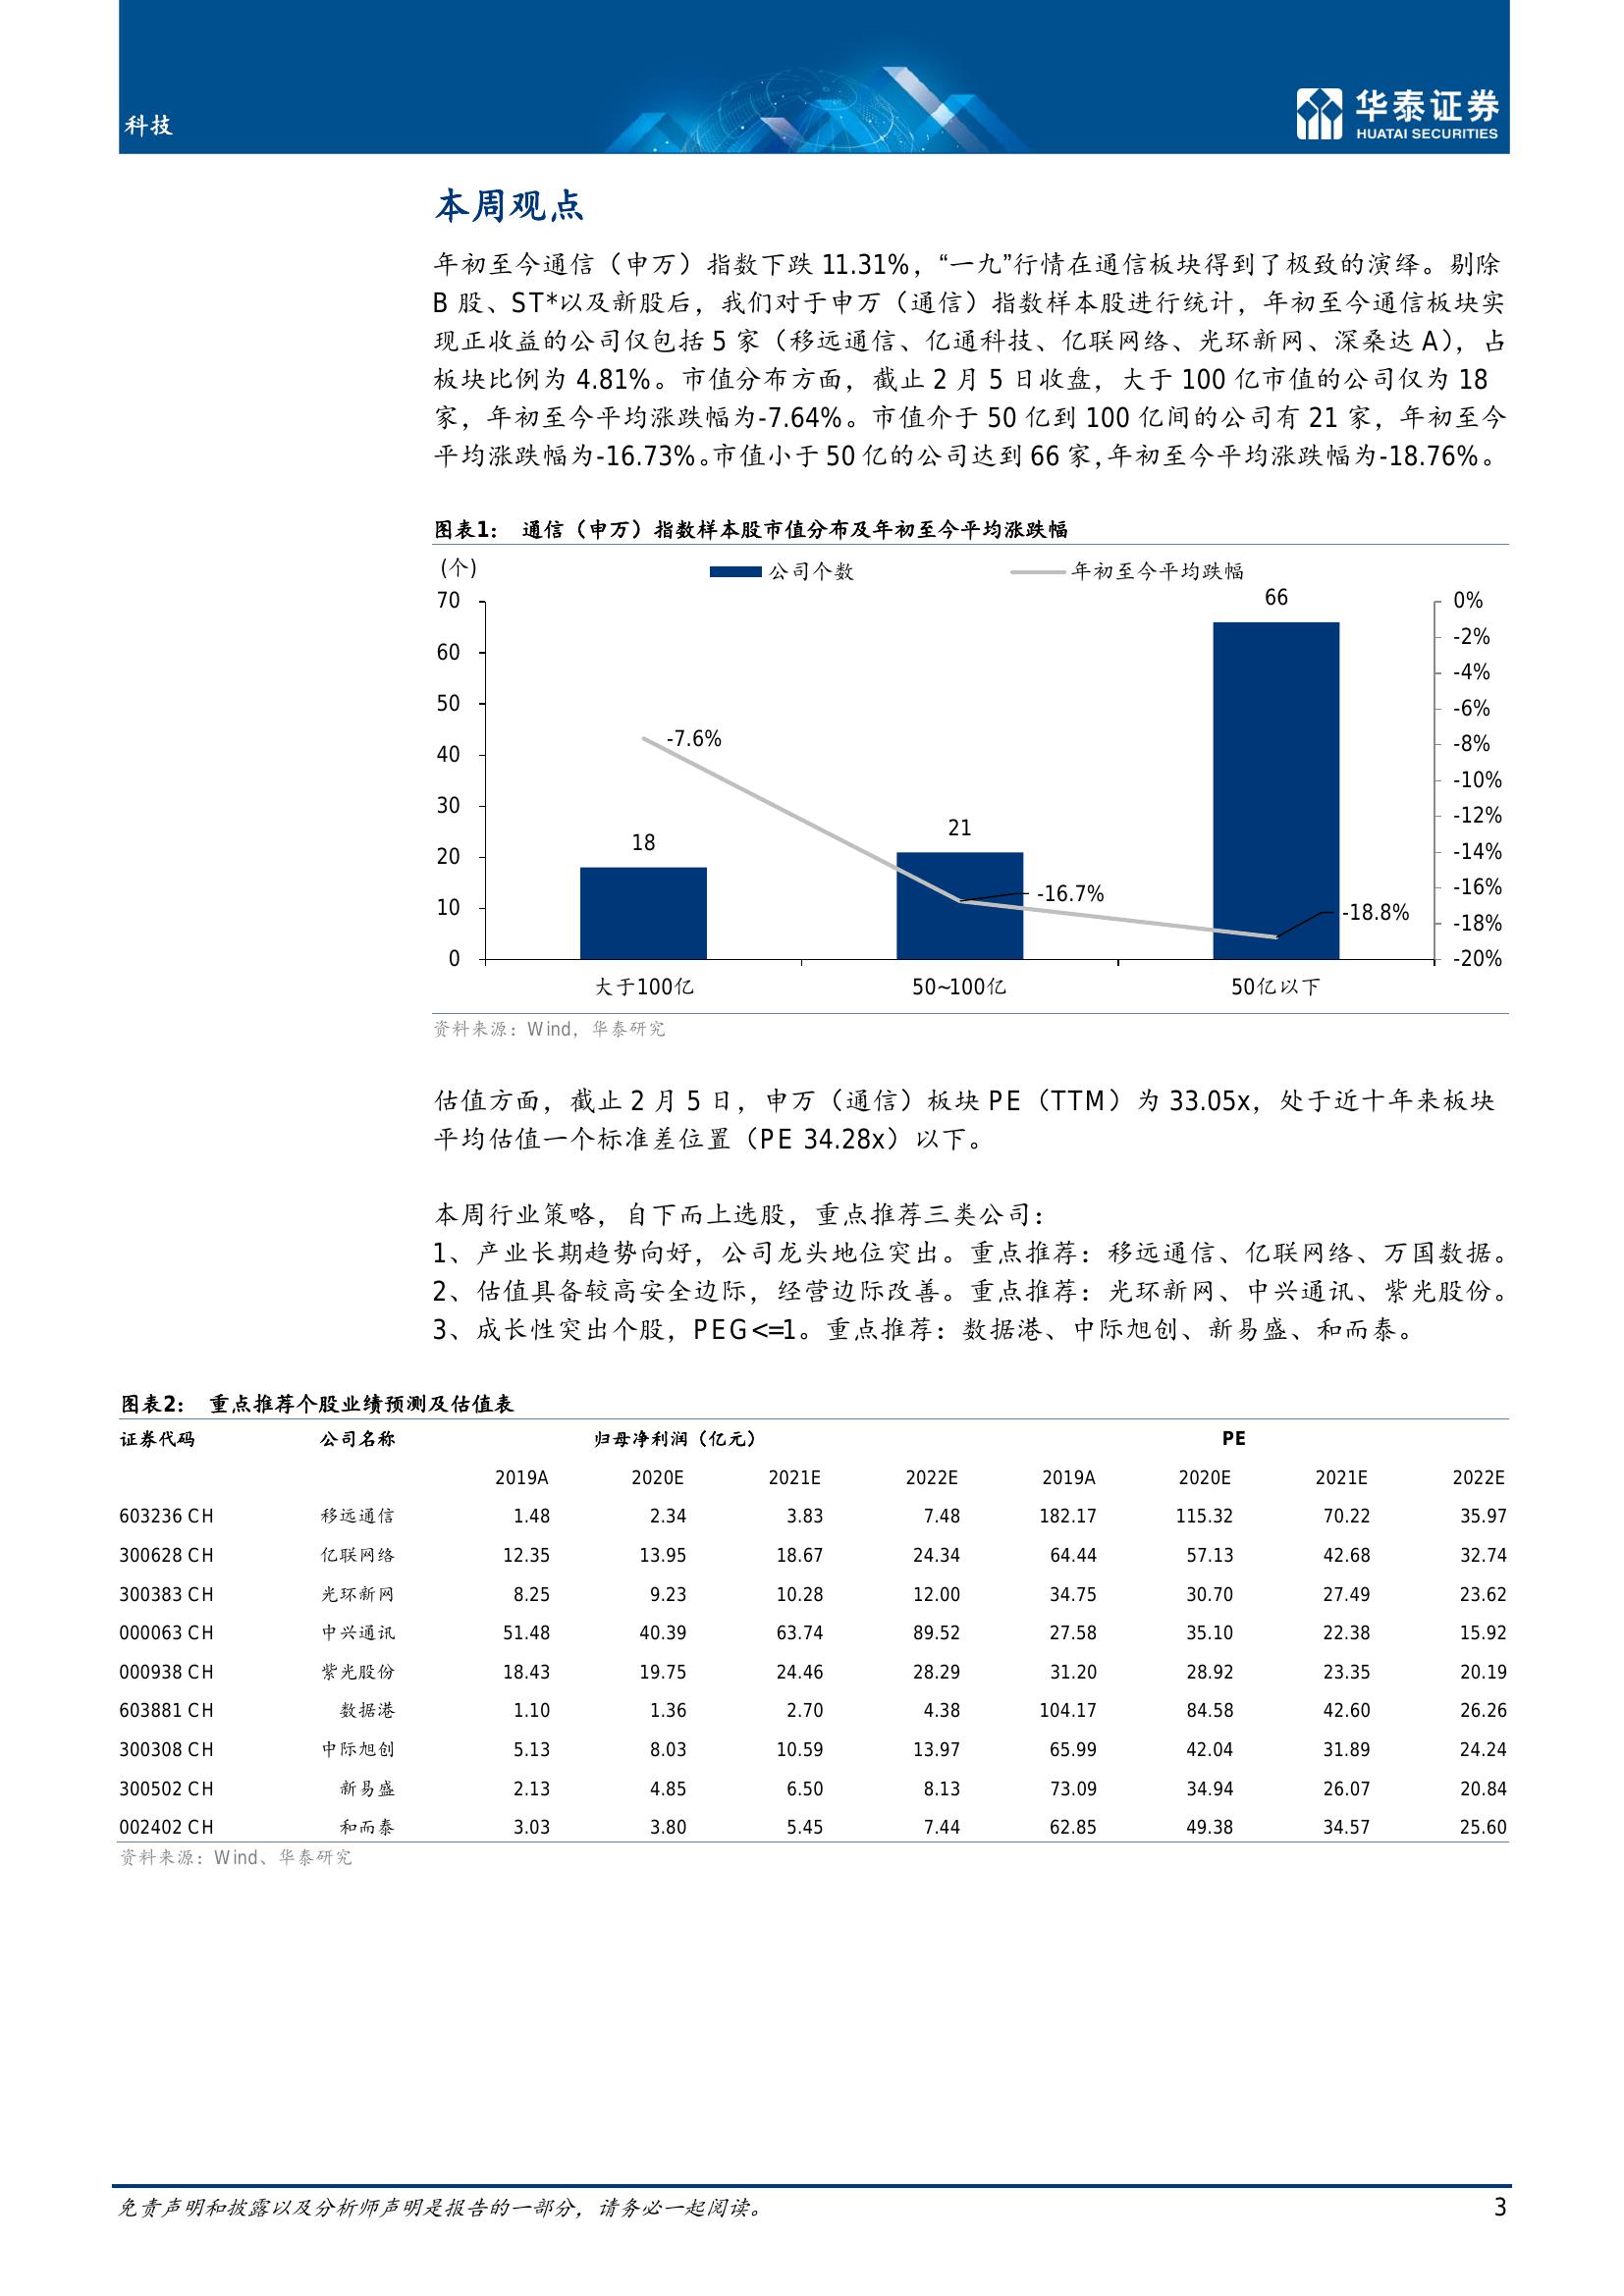 科技
华泰证券
HUATAI SECURITIES
本周观点
年初至今通信（申万）指数下跌 11.31%，“一九”行情在通信板块得到了极致的演绎。剔除
B 股、ST*以及新股后，我们对于申万（通信）指数样本股进行统计，年初至今通信板块实
现正收益的公司仅包括 5 家（移远通信、亿通科技、亿联网络、光环新网、深桑达 A），占
板块比例为 4.81%。市值分布方面，截止 2 月 5 日收盘，大于 100 亿市值的公司仅为 18
家，年初至今平均涨跌幅为-7.64%。市值介于 50 亿到 100 亿间的公司有 21 家，年初至今
平均涨跌幅为-16.73%。市值小于 50 亿的公司达到 66 家，年初至今平均涨跌幅为-18.76%。
图表1： 通信（申万）指数样本股市值分布及年初至今平均涨跌幅
(个) 公司个数 年初至今平均跌幅
70 66 0%
-2%
60
-4%
50
-6%
40 -7.6% -8%
-10%
30
-12%
18 21
20 -14%
-16%
10 -16.7%
-18.8% -18%
0 -20%
大于100亿 50~100亿 50亿以下
资料来源：Wind，华泰研究
估值方面，截止 2 月 5 日，申万（通信）板块 PE（TTM）为 33.05x，处于近十年来板块
平均估值一个标准差位置（PE 34.28x）以下。
本周行业策略，自下而上选股，重点推荐三类公司：
1、产业长期趋势向好，公司龙头地位突出。重点推荐：移远通信、亿联网络、万国数据。
2、估值具备较高安全边际，经营边际改善。重点推荐：光环新网、中兴通讯、紫光股份。
3、成长性突出个股，PEG<=1。重点推荐：数据港、中际旭创、新易盛、和而泰。
图表2： 重点推荐个股业绩预测及估值表
证券代码 公司名称 归母净利润（亿元） PE
2019A 2020E 2021E 2022E 2019A 2020E 2021E 2022E
603236 CH 移远通信 1.48 2.34 3.83 7.48 182.17 115.32 70.22 35.97
300628 CH 亿联网络 12.35 13.95 18.67 24.34 64.44 57.13 42.68 32.74
300383 CH 光环新网 8.25 9.23 10.28 12.00 34.75 30.70 27.49 23.62
000063 CH 中兴通讯 51.48 40.39 63.74 89.52 27.58 35.10 22.38 15.92
000938 CH 紫光股份 18.43 19.75 24.46 28.29 31.20 28.92 23.35 20.19
603881 CH 数据港 1.10 1.36 2.70 4.38 104.17 84.58 42.60 26.26
300308 CH 中际旭创 5.13 8.03 10.59 13.97 65.99 42.04 31.89 24.24
300502 CH 新易盛 2.13 4.85 6.50 8.13 73.09 34.94 26.07 20.84
002402 CH 和而泰 3.03 3.80 5.45 7.44 62.85 49.38 34.57 25.60
资料来源：Wind、华泰研究
免责声明和披露以及分析师声明是报告的一部分，请务必一起阅读。 3